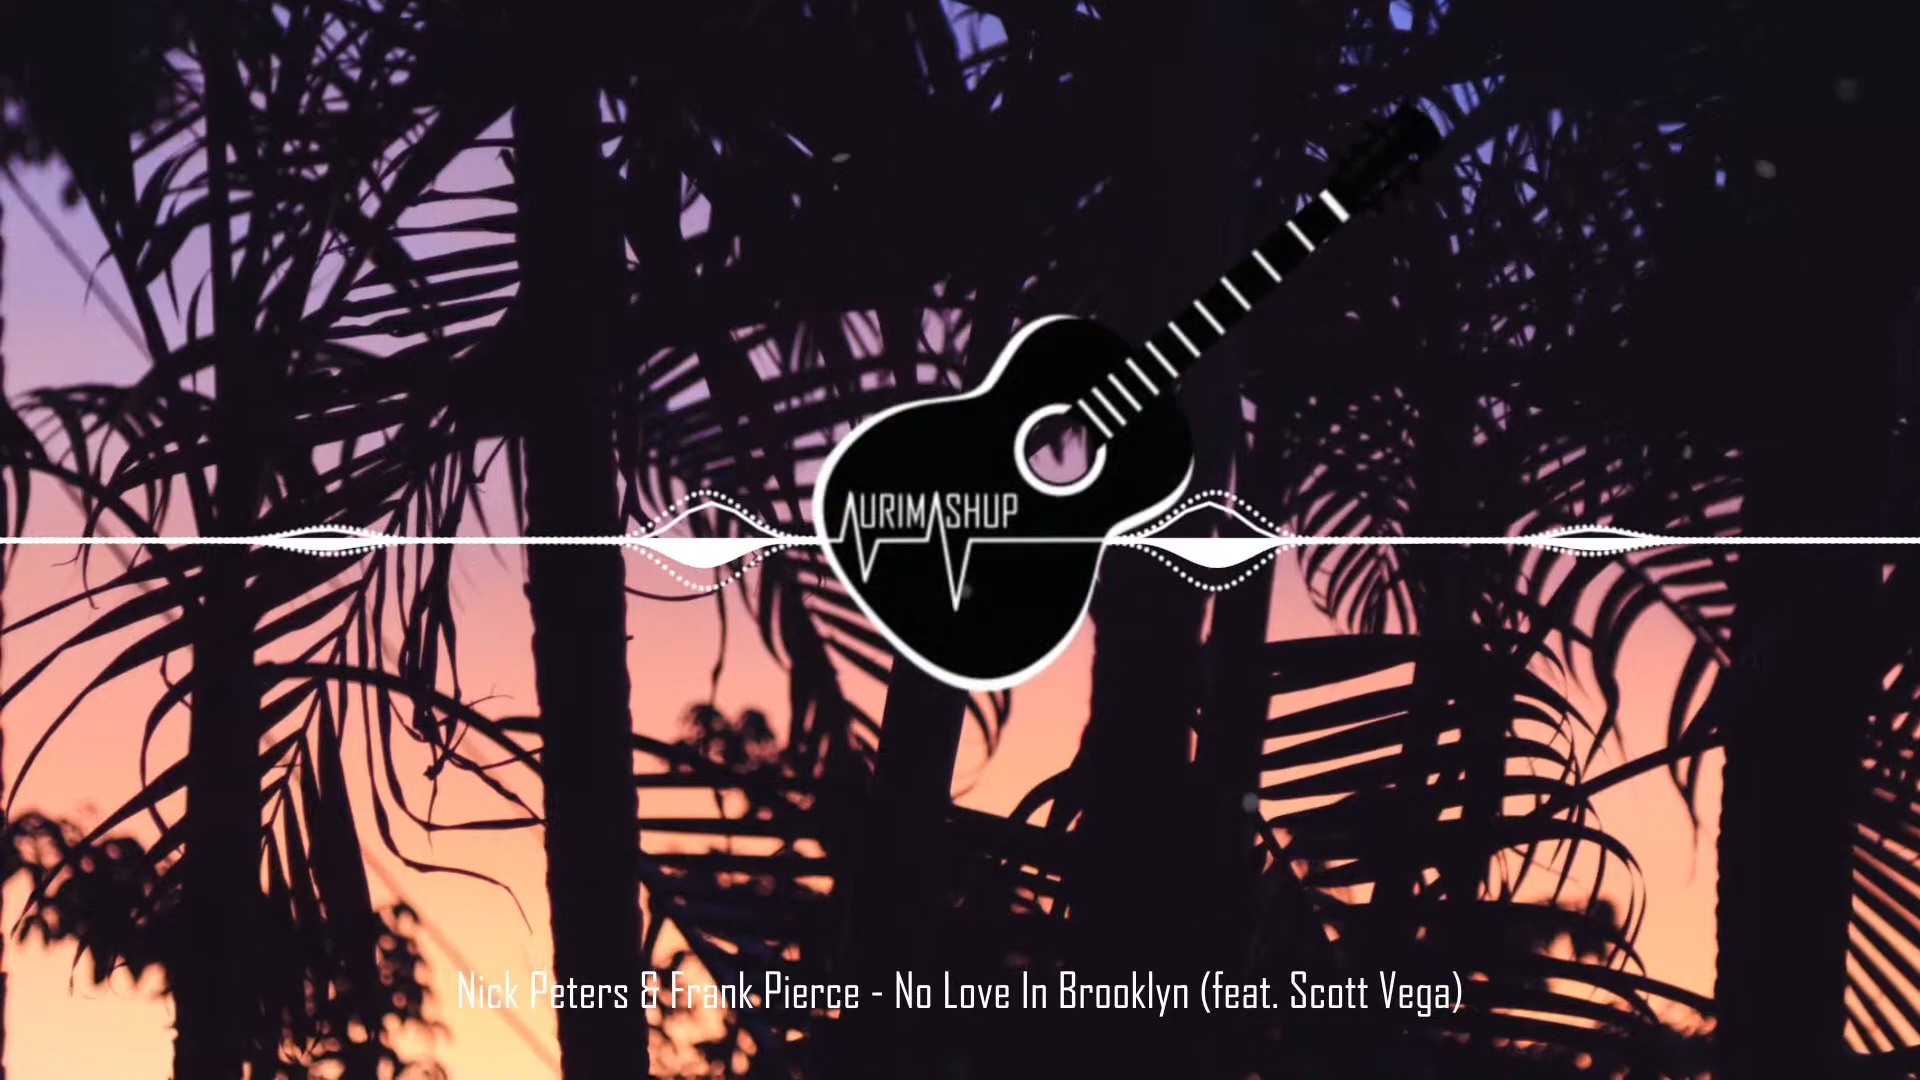 AURIMASHUP
Nick Peters & Frank Pierce - No Love In Brooklyn (feat. Scott Vega)